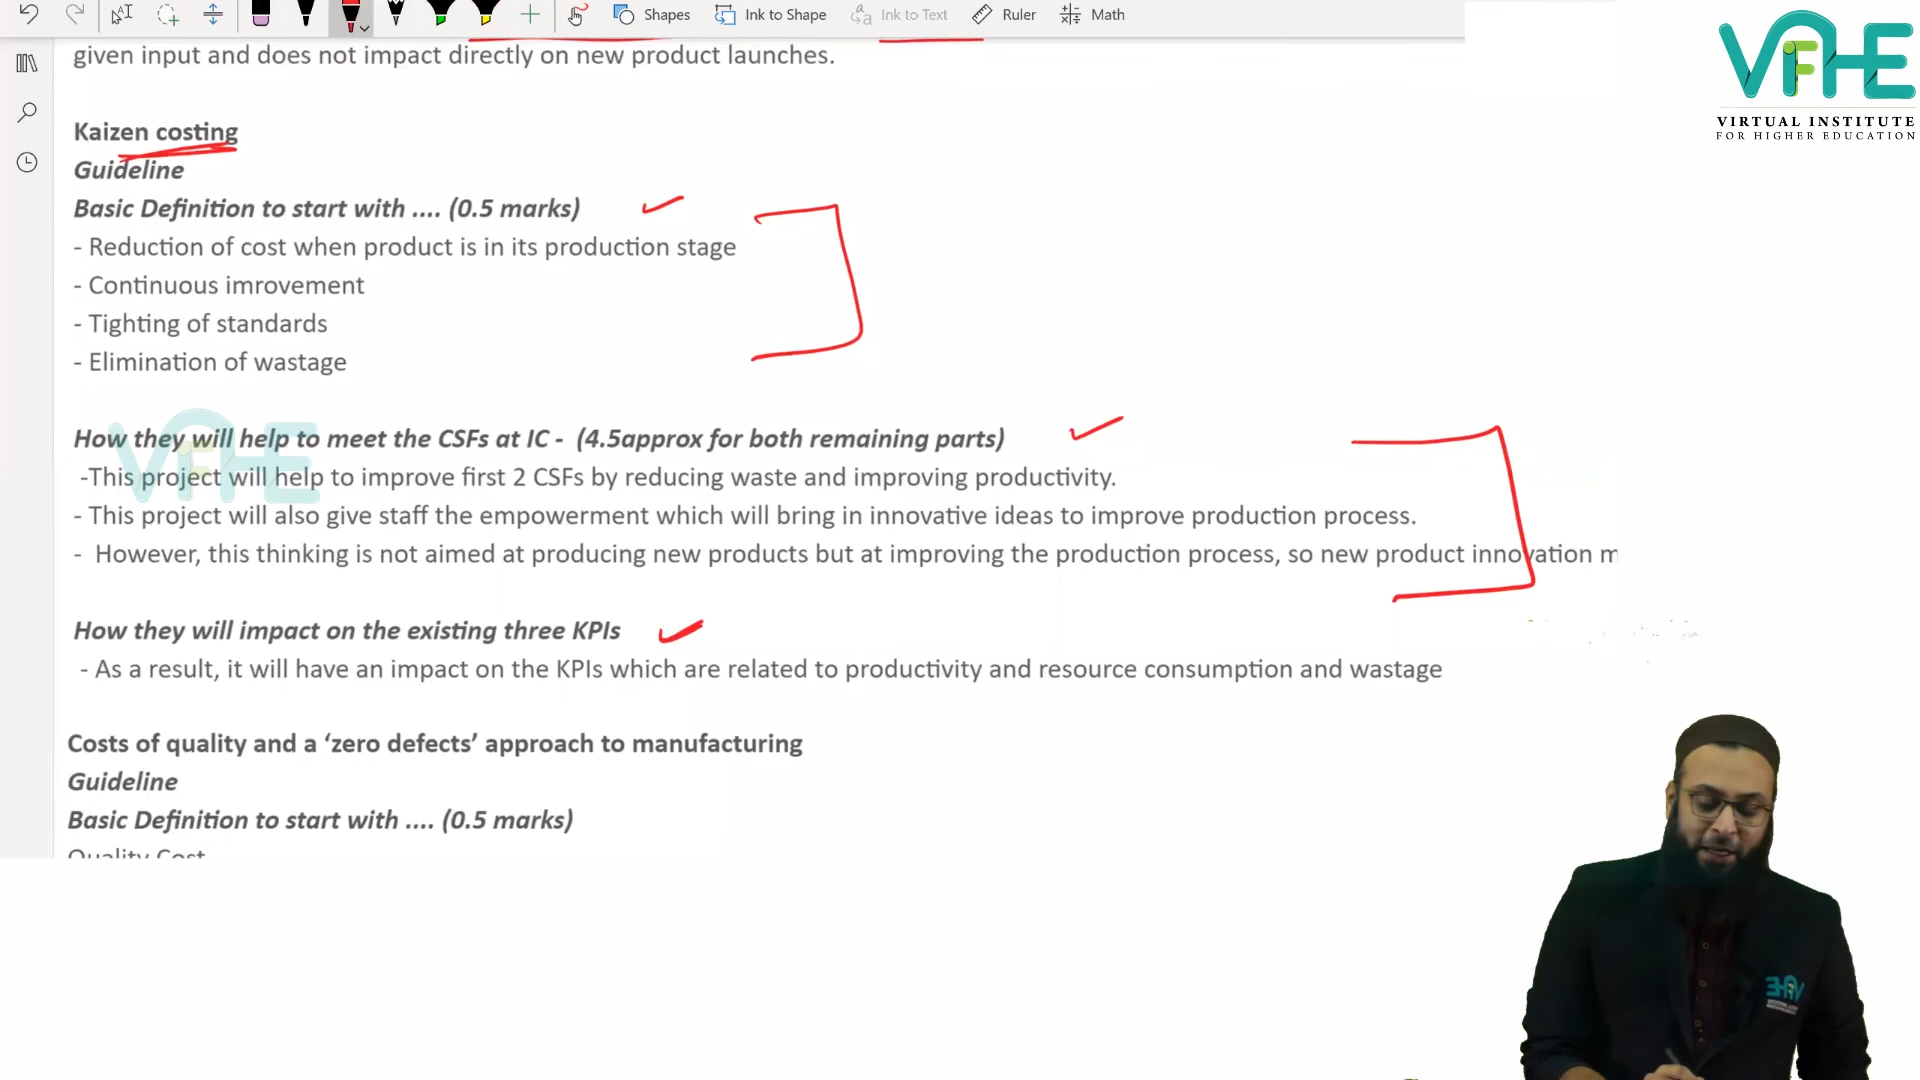 Shapes
Ink to Shape
Ink to Text
Ruler
Math
VIFHE
VIRTUAL INSTITUTE
FOR HIGHER EDUCATION
given input and does not impact directly on new product launches.
Kaizen costing
Guideline
Basic Definition to start with .... (0.5 marks)
- Reduction of cost when product is in its production stage
- Continuous imrovement
- Tighting of standards
- Elimination of wastage
How they will help to meet the CSFs at IC - (4.5approx for both remaining parts)
-This project will help to improve first 2 CSFs by reducing waste and improving productivity.
- This project will also give staff the empowerment which will bring in innovative ideas to improve production process.
- However, this thinking is not aimed at producing new products but at improving the production process, so new product innovation m
How they will impact on the existing three KPIs
- As a result, it will have an impact on the KPIs which are related to productivity and resource consumption and wastage
Costs of quality and a ‘zero defects’ approach to manufacturing
Guideline
Basic Definition to start with .... (0.5 marks)
Quality Cost